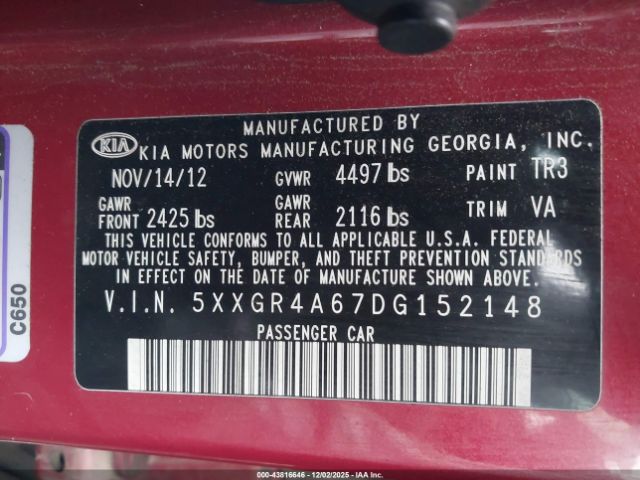 MANUFACTURED BY
KIA KIA MOTORS MANUFACTURING GEORGIA, INC.
NOV/14/12 GVWR 4497 lbs PAINT TR3
GAWR FRONT 2425 lbs GAWR REAR 2116 lbs TRIM VA
THIS VEHICLE CONFORMS TO ALL APPLICABLE U.S.A. FEDERAL
MOTOR VEHICLE SAFETY, BUMPER, AND THEFT PREVENTION STANDARDS
IN EFFECT ON THE DATE OF MANUFACTURE SHOWN ABOVE.
V.I.N. 5XXGR4A67DG152148
PASSENGER CAR
C650
000-43816646 - 12/02/2025 - IAA Inc.